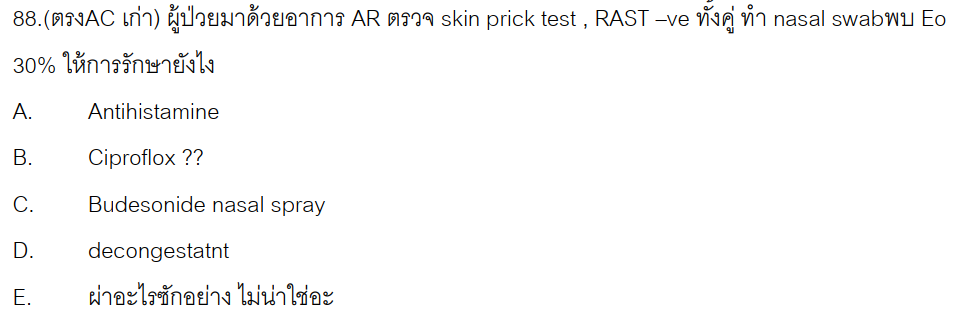 88.(ตรงAC เก่า) ผู้ป่วยมาด้วยอาการ AR ตรวจ skin prick test , RAST –ve ทั้งคู่ ทำ nasal swabพบ Eo
30% ให้การรักษายังไง
A. Antihistamine
B. Ciproflox ??
C. Budesonide nasal spray
D. decongestatnt
E. ผ่าอะไรซักอย่าง ไม่น่าใช่อะ